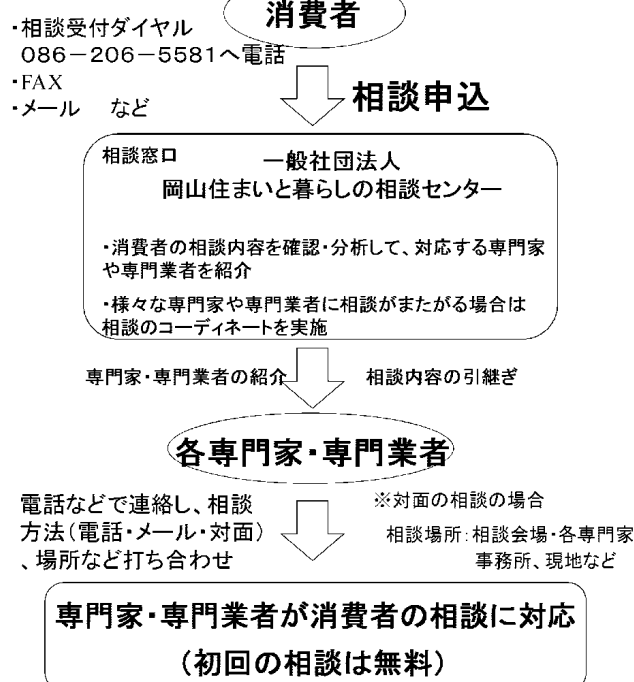 消費者
・相談受付ダイヤル
086−206−5581へ電話
・FAX
・メール　など
相談申込
相談窓口　一般社団法人
岡山住まいと暮らしの相談センター
・消費者の相談内容を確認・分析して、対応する専門家
や専門業者を紹介
・様々な専門家や専門業者に相談がまたがる場合は
相談のコーディネートを実施
専門家・専門業者の紹介　相談内容の引継ぎ
各専門家・専門業者
電話などで連絡し、相談
方法（電話・メール・対面）
、場所など打ち合わせ
※対面の相談の場合
相談場所：相談会場・各専門家
事務所、現地など
専門家・専門業者が消費者の相談に対応
（初回の相談は無料）